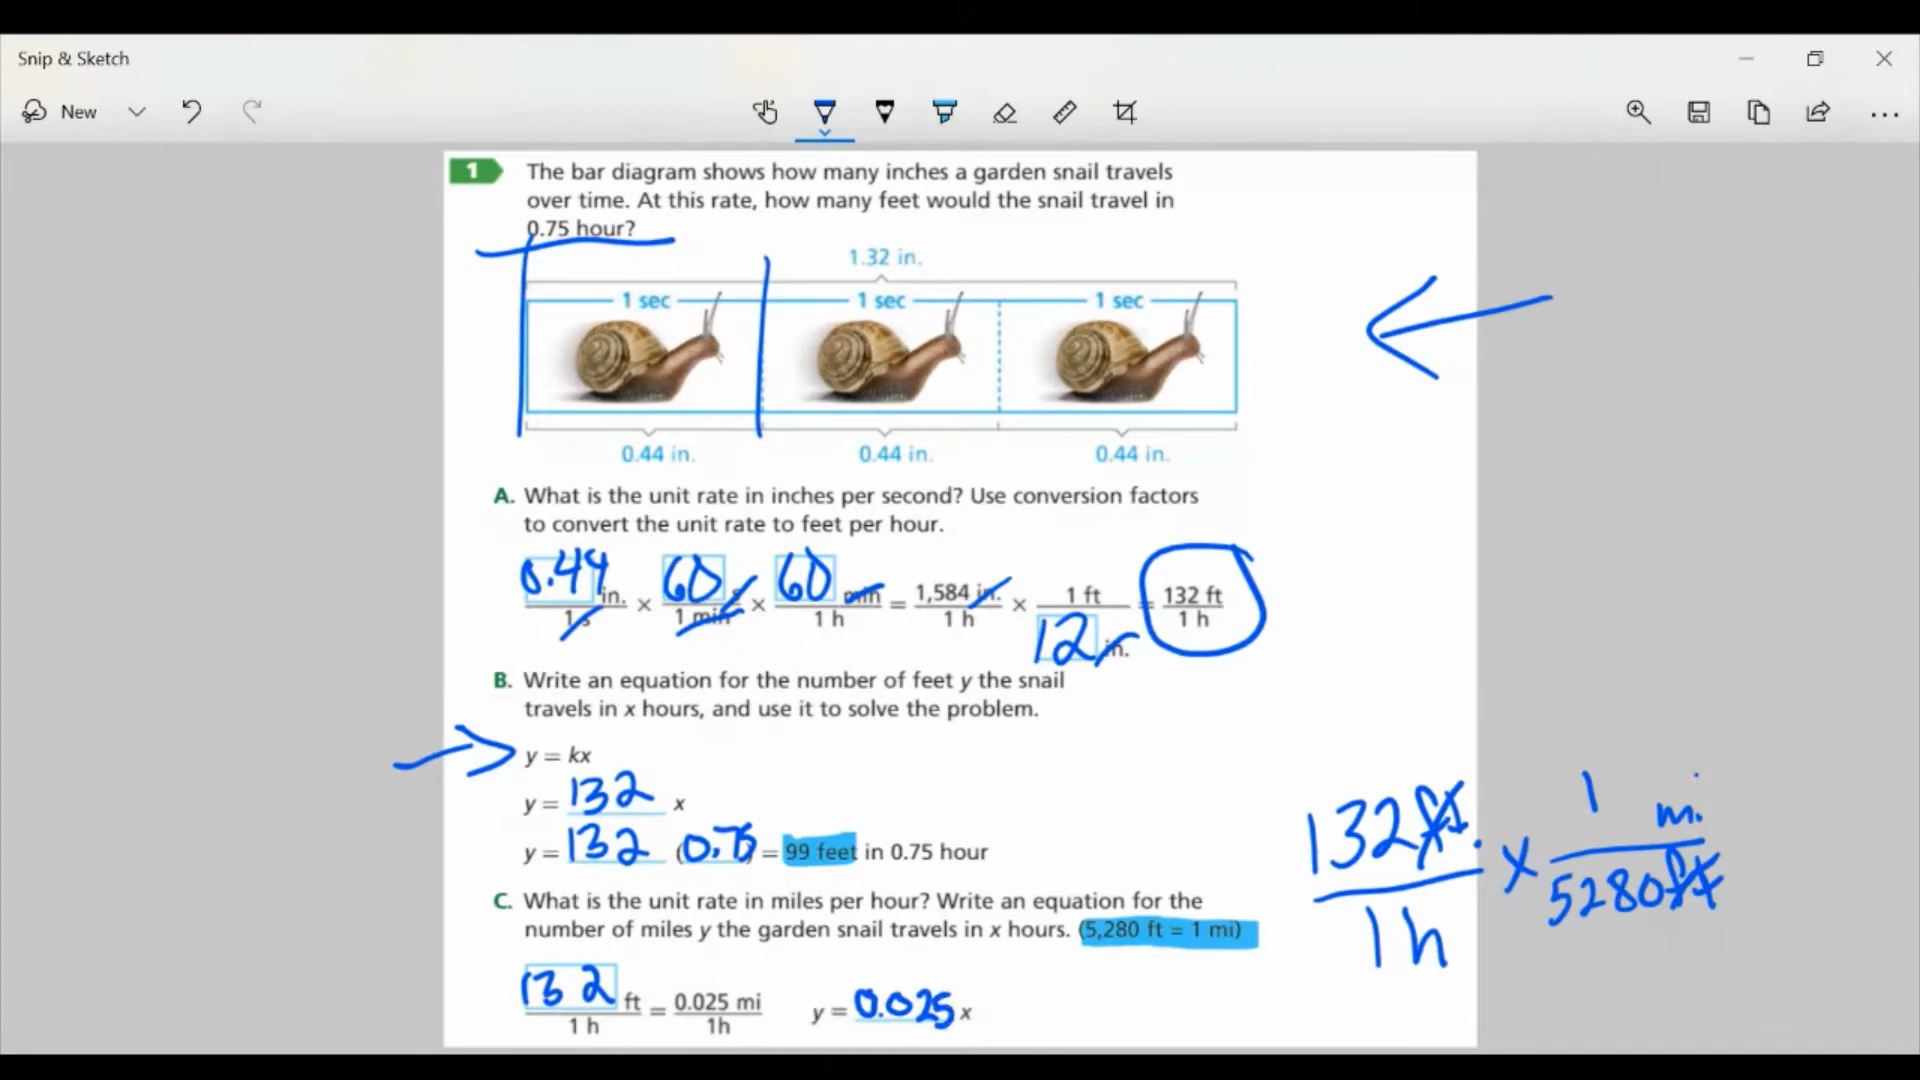 Snip & Sketch
New
1 The bar diagram shows how many inches a garden snail travels
over time. At this rate, how many feet would the snail travel in
0.75 hour?
1.32 in.
1 sec 1 sec 1 sec
0.44 in. 0.44 in. 0.44 in.
A. What is the unit rate in inches per second? Use conversion factors
to convert the unit rate to feet per hour.
0.44 in. × 60 s × 60 min = 1,584 in. × 1 ft = 132 ft
1 s 1 min 1 h 1 h 12 in. 1 h
B. Write an equation for the number of feet y the snail
travels in x hours, and use it to solve the problem.
y = kx
y = 132 x
y = 132 (0.75) = 99 feet in 0.75 hour
132 ft. × 1 mi.
1 h 5280 ft
C. What is the unit rate in miles per hour? Write an equation for the
number of miles y the garden snail travels in x hours. (5,280 ft = 1 mi)
132 ft = 0.025 mi y = 0.025 x
1 h 1h